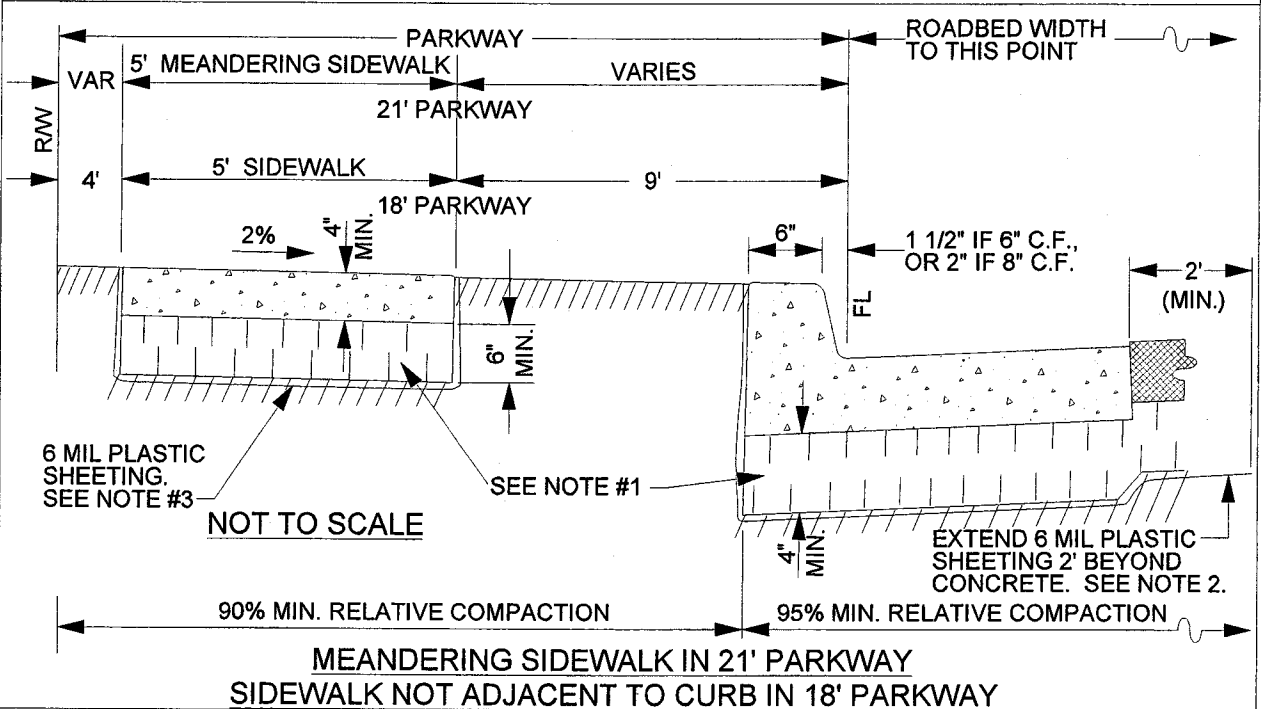 PARKWAY
ROADBED WIDTH
TO THIS POINT
VAR
5' MEANDERING SIDEWALK
VARIES
21' PARKWAY
R/W
4'
5' SIDEWALK
9'
18' PARKWAY
2%
4"
MIN.
6"
1 1/2" IF 6" C.F.,
OR 2" IF 8" C.F.
2'
(MIN.)
FL
6"
MIN.
6 MIL PLASTIC
SHEETING.
SEE NOTE #3
SEE NOTE #1
NOT TO SCALE
4"
MIN.
EXTEND 6 MIL PLASTIC
SHEETING 2' BEYOND
CONCRETE. SEE NOTE 2.
90% MIN. RELATIVE COMPACTION
95% MIN. RELATIVE COMPACTION
MEANDERING SIDEWALK IN 21' PARKWAY
SIDEWALK NOT ADJACENT TO CURB IN 18' PARKWAY